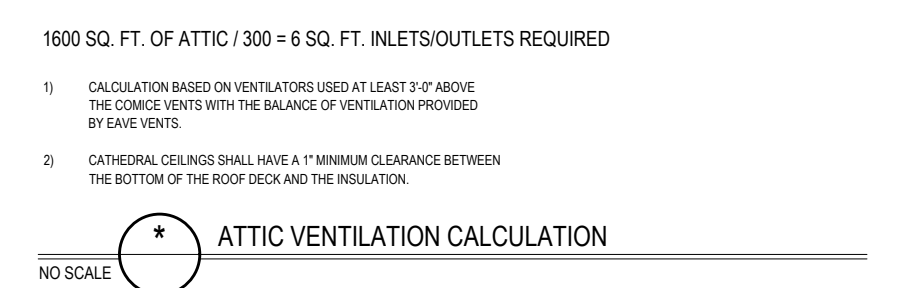 1600 SQ. FT. OF ATTIC / 300 = 6 SQ. FT. INLETS/OUTLETS REQUIRED
1) CALCULATION BASED ON VENTILATORS USED AT LEAST 3'-0" ABOVE
THE COMICE VENTS WITH THE BALANCE OF VENTILATION PROVIDED
BY EAVE VENTS.
2) CATHEDRAL CEILINGS SHALL HAVE A 1" MINIMUM CLEARANCE BETWEEN
THE BOTTOM OF THE ROOF DECK AND THE INSULATION.
* ATTIC VENTILATION CALCULATION
NO SCALE